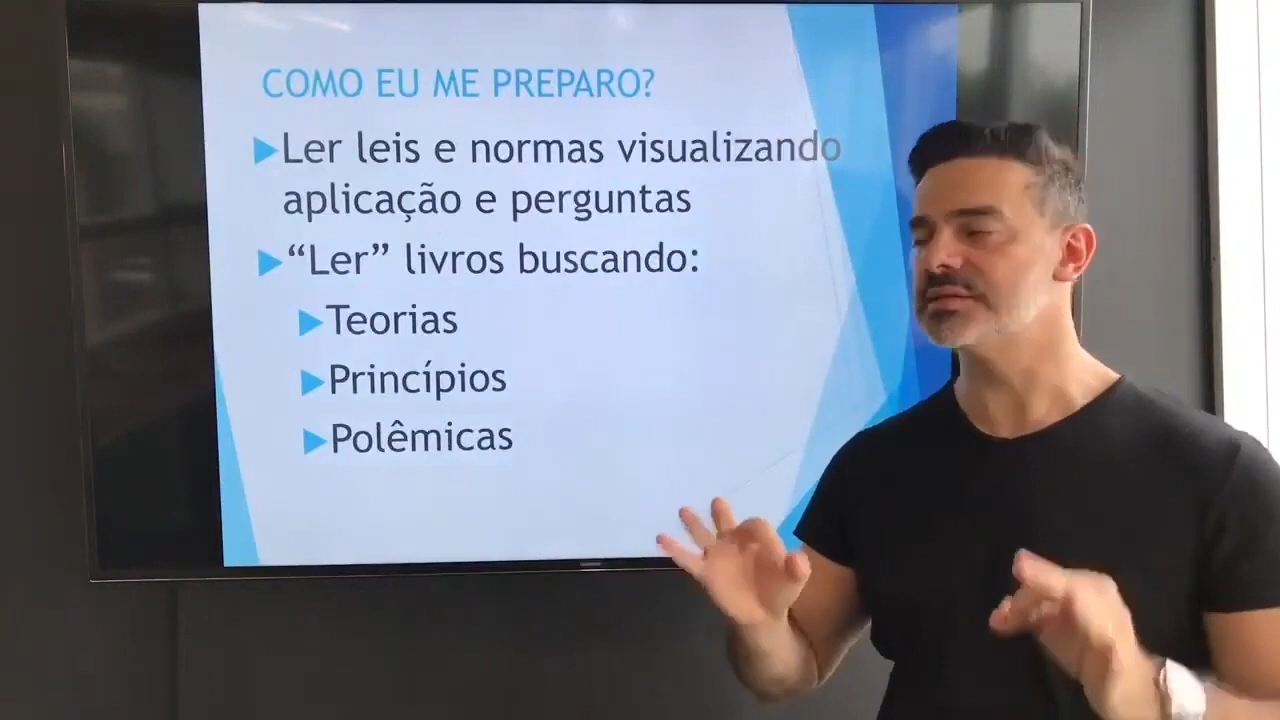 COMO EU ME PREPARO?
Ler leis e normas visualizando
aplicação e perguntas
“Ler” livros buscando:
Teorias
Princípios
Polêmicas